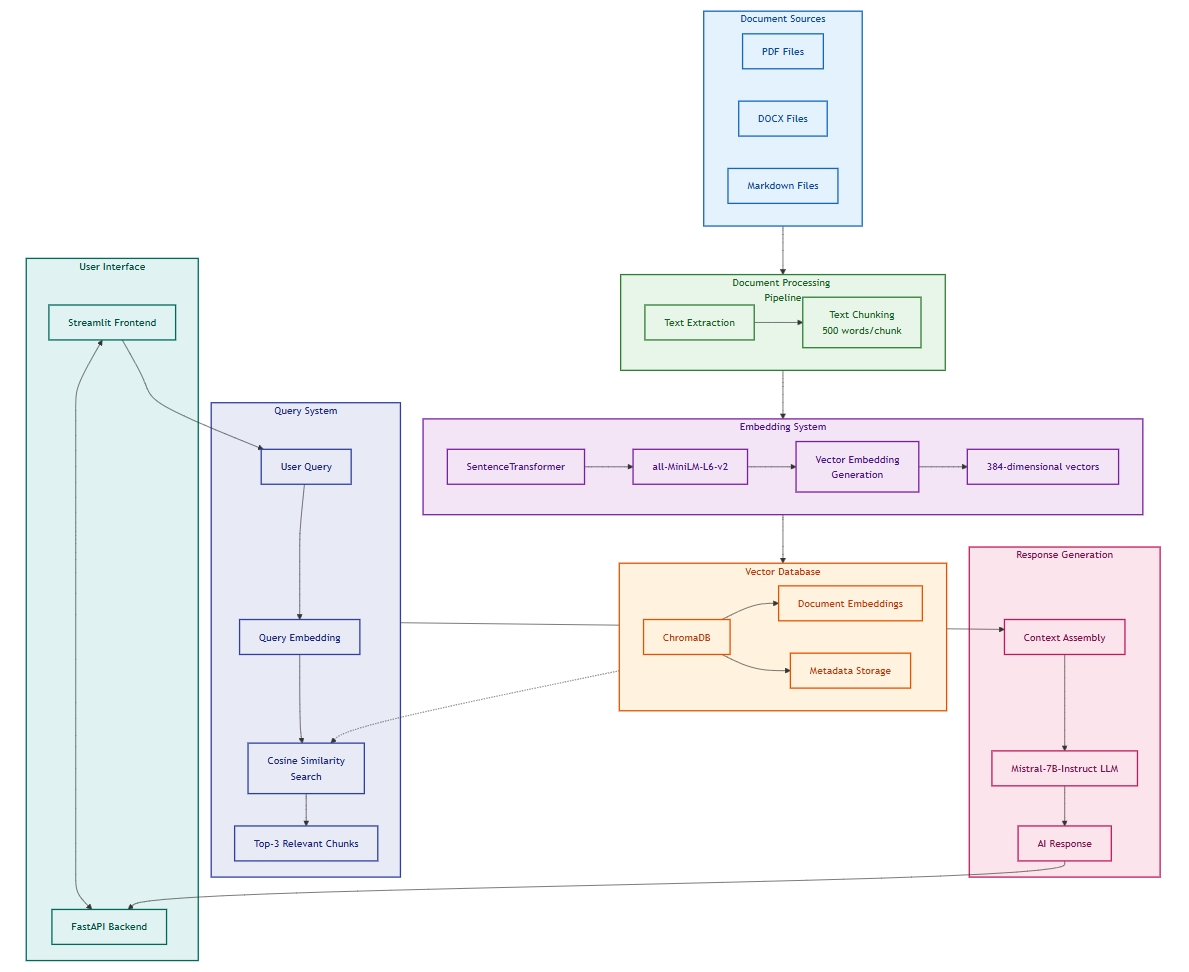 Document Sources
PDF Files
DOCX Files
Markdown Files
User Interface
Streamlit Frontend
FastAPI Backend
Document Processing
Pipeline
Text Extraction
Text Chunking
500 words/chunk
Query System
User Query
Query Embedding
Cosine Similarity
Search
Top-3 Relevant Chunks
Embedding System
SentenceTransformer
all-MiniLM-L6-v2
Vector Embedding
Generation
384-dimensional vectors
Vector Database
ChromaDB
Document Embeddings
Metadata Storage
Response Generation
Context Assembly
Mistral-7B-Instruct LLM
AI Response